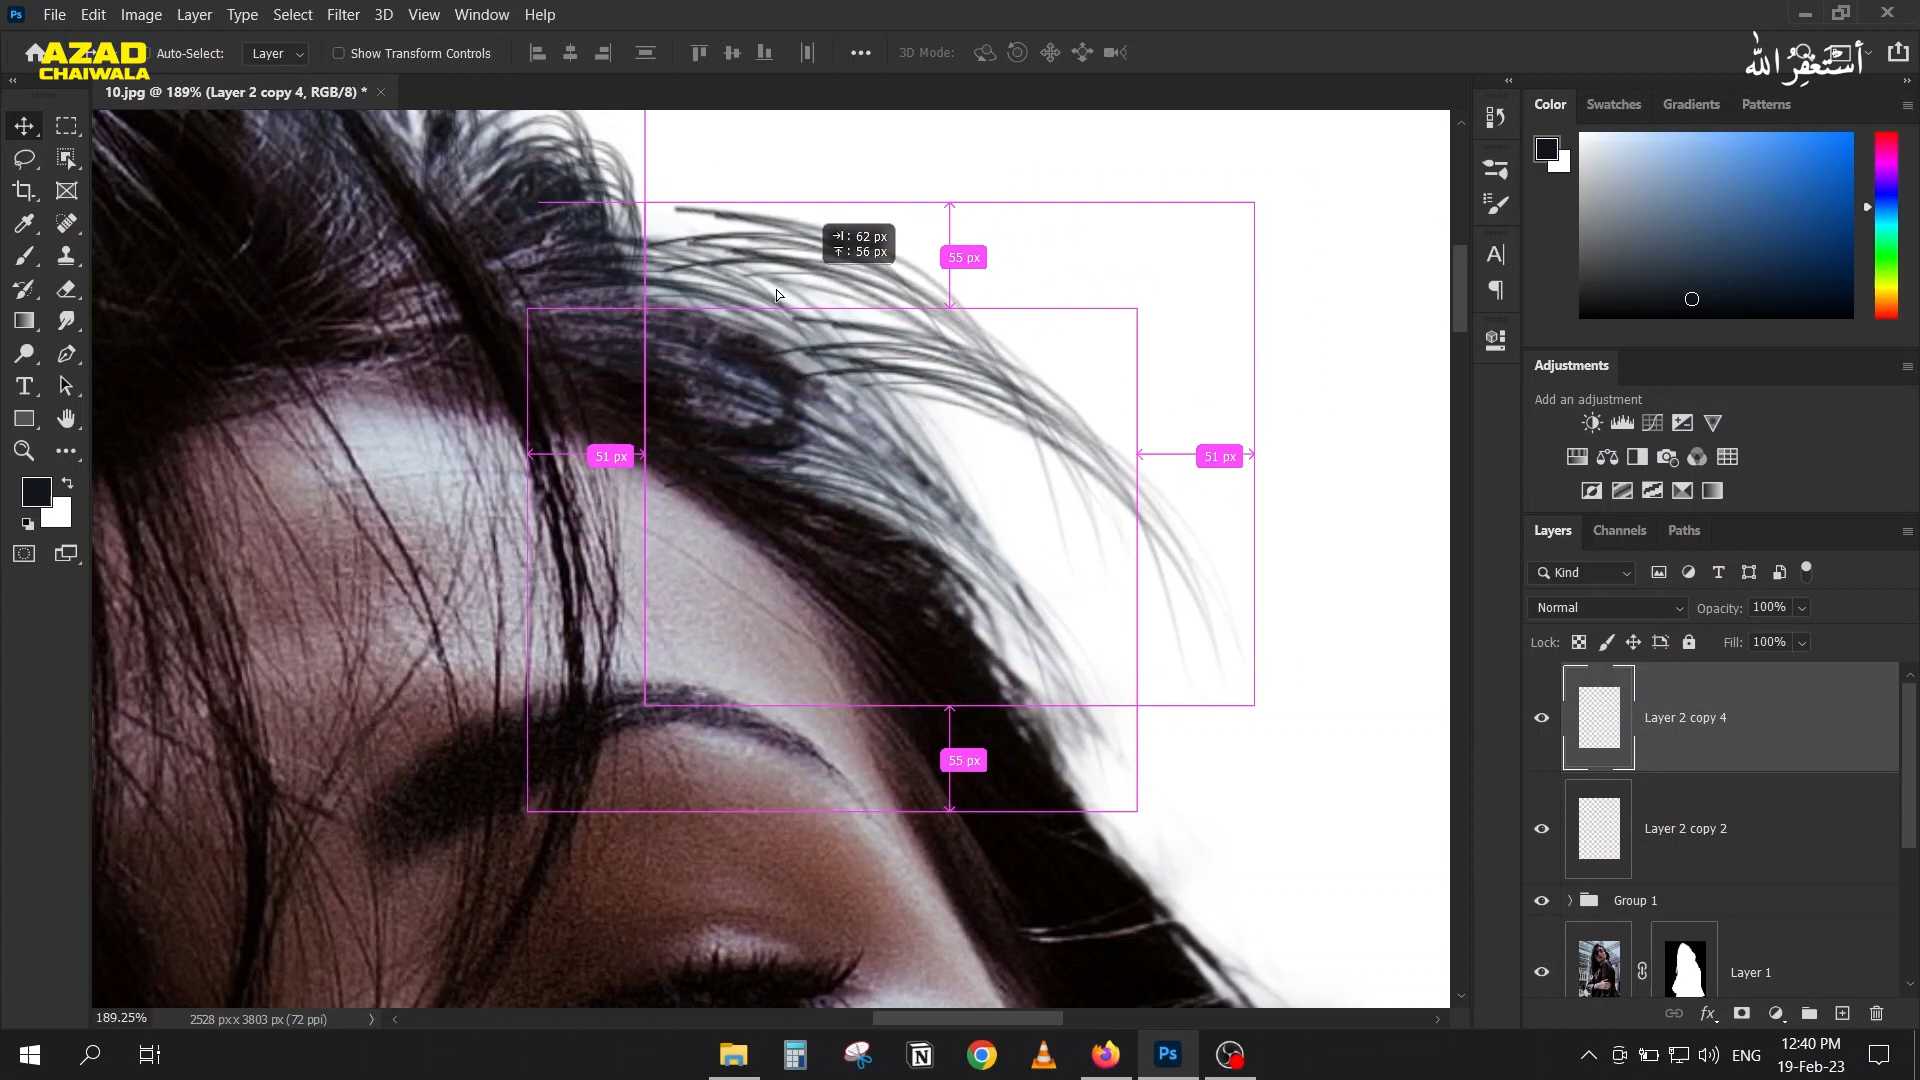 File Edit Image Layer Type Select Filter 3D View Window Help
AZAD
CHAIWALA
Auto-Select: Layer Show Transform Controls 3D Mode:
أَسْتَغْفِرُ اللّٰه
10.jpg @ 189% (Layer 2 copy 4, RGB/8) *
Color Swatches Gradients Patterns
: 62 px
: 56 px
55 px
51 px
51 px
55 px
Adjustments
Add an adjustment
Layers Channels Paths
Kind
Normal Opacity: 100%
Lock: Fill: 100%
Layer 2 copy 4
Layer 2 copy 2
Group 1
Layer 1
189.25% 2528 px x 3803 px (72 ppi)
ENG
12:40 PM
19-Feb-23